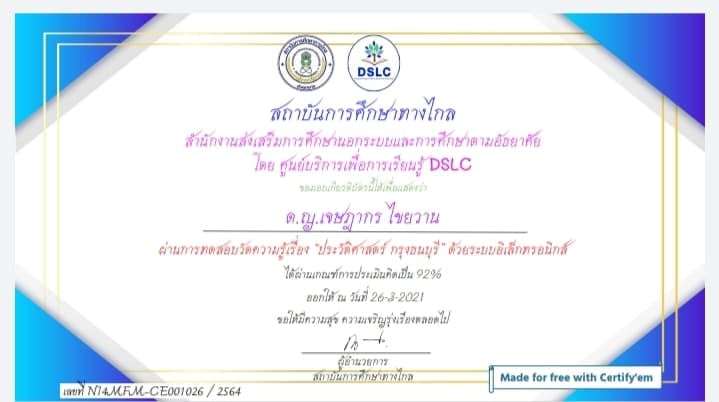 DSLC
สถาบันการศึกษาทางไกล
สำนักงานส่งเสริมการศึกษานอกระบบและการศึกษาตามอัธยาศัย
โดย ศูนย์บริการเพื่อการเรียนรู้ DSLC
ขอมอบเกียรติบัตรนี้ให้เพื่อแสดงว่า
ด.ญ.เจษฎากร ไขยวาน
ผ่านการทดสอบวัดความรู้เรื่อง "ประวัติศาสตร์ กรุงธนบุรี" ด้วยระบบอิเล็กทรอนิกส์
ได้ผ่านเกณฑ์การประเมินคิดเป็น 92%
ออกให้ ณ วันที่ 26-3-2021
ขอให้มีความสุข ความเจริญรุ่งเรืองตลอดไป
ผู้อำนวยการ
สถาบันการศึกษาทางไกล
Made for free with Certify'em
เลขที่ N14MFM-CE001026 / 2564